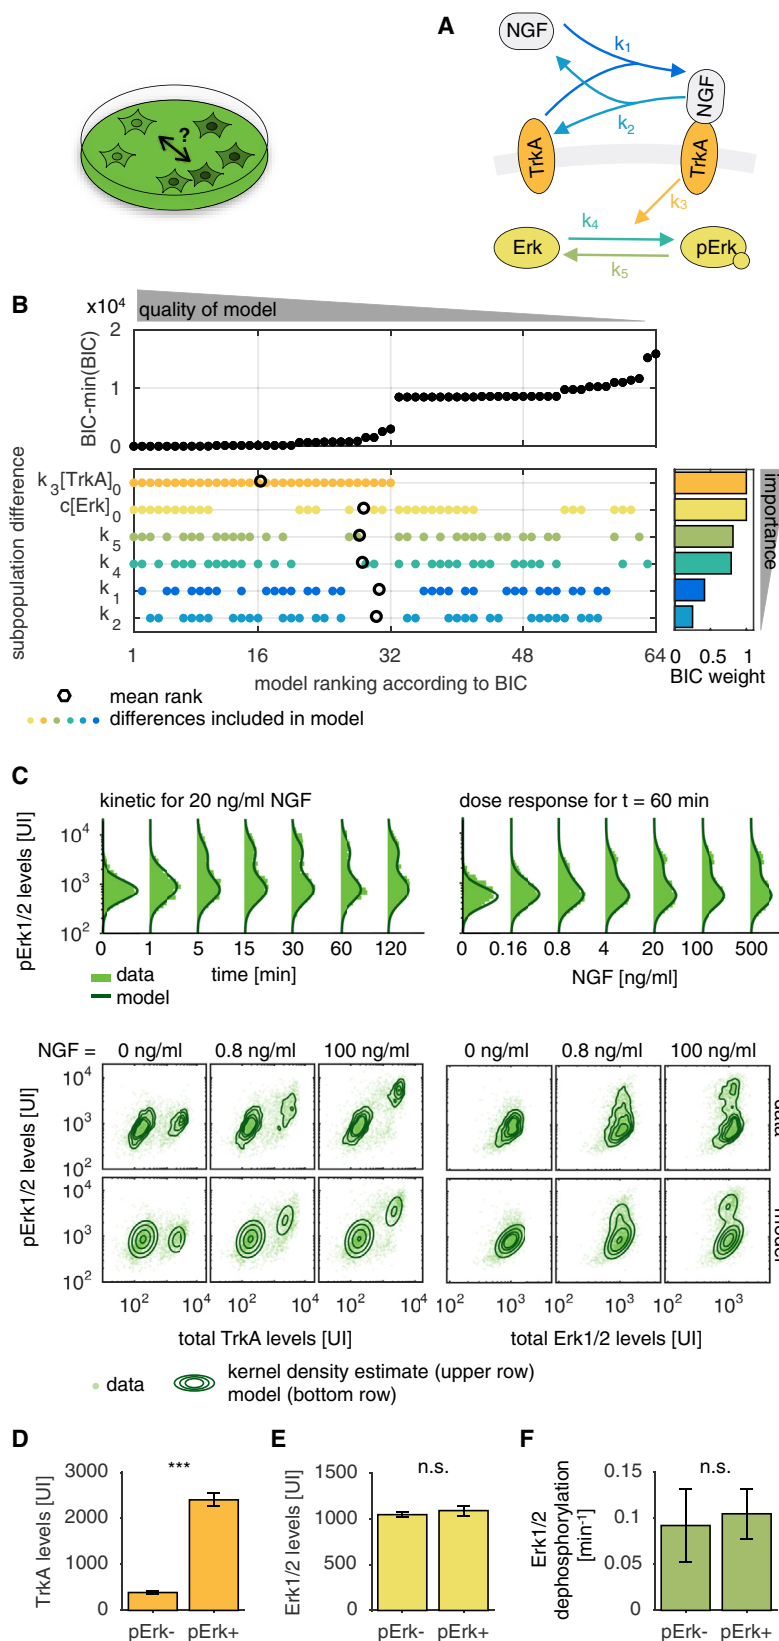 A
NGF
k1
NGF
k2
TrkA
TrkA
k3
?
k4
Erk
pErk
k5
B
x10^4
quality of model
BIC-min(BIC)
2
1
0
subpopulation difference
k3[TrkA]0
c[Erk]0
k5
k4
k1
k2
importance
1 16 32 48 64
0 0.5 1
model ranking according to BIC
BIC weight
mean rank
differences included in model
C
kinetic for 20 ng/ml NGF
dose response for t = 60 min
pErk1/2 levels [UI]
10^4
10^3
10^2
0 1 5 15 30 60 120
0 0.16 0.8 4 20 100 500
data
time [min]
NGF [ng/ml]
model
NGF = 0 ng/ml 0.8 ng/ml 100 ng/ml
0 ng/ml 0.8 ng/ml 100 ng/ml
pErk1/2 levels [UI]
10^4
10^3
10^2
data
10^4
10^3
10^2
model
10^2 10^4 10^2 10^4 10^2 10^4
10^2 10^3 10^2 10^3 10^2 10^3
total TrkA levels [UI]
total Erk1/2 levels [UI]
data
kernel density estimate (upper row)
model (bottom row)
D
TrkA levels [UI]
3000
2000
1000
0
***
pErk- pErk+
E
Erk1/2 levels [UI]
1500
1000
500
0
n.s.
pErk- pErk+
F
Erk1/2
dephosphorylation
[min-1]
0.15
0.1
0.05
0
n.s.
pErk- pErk+